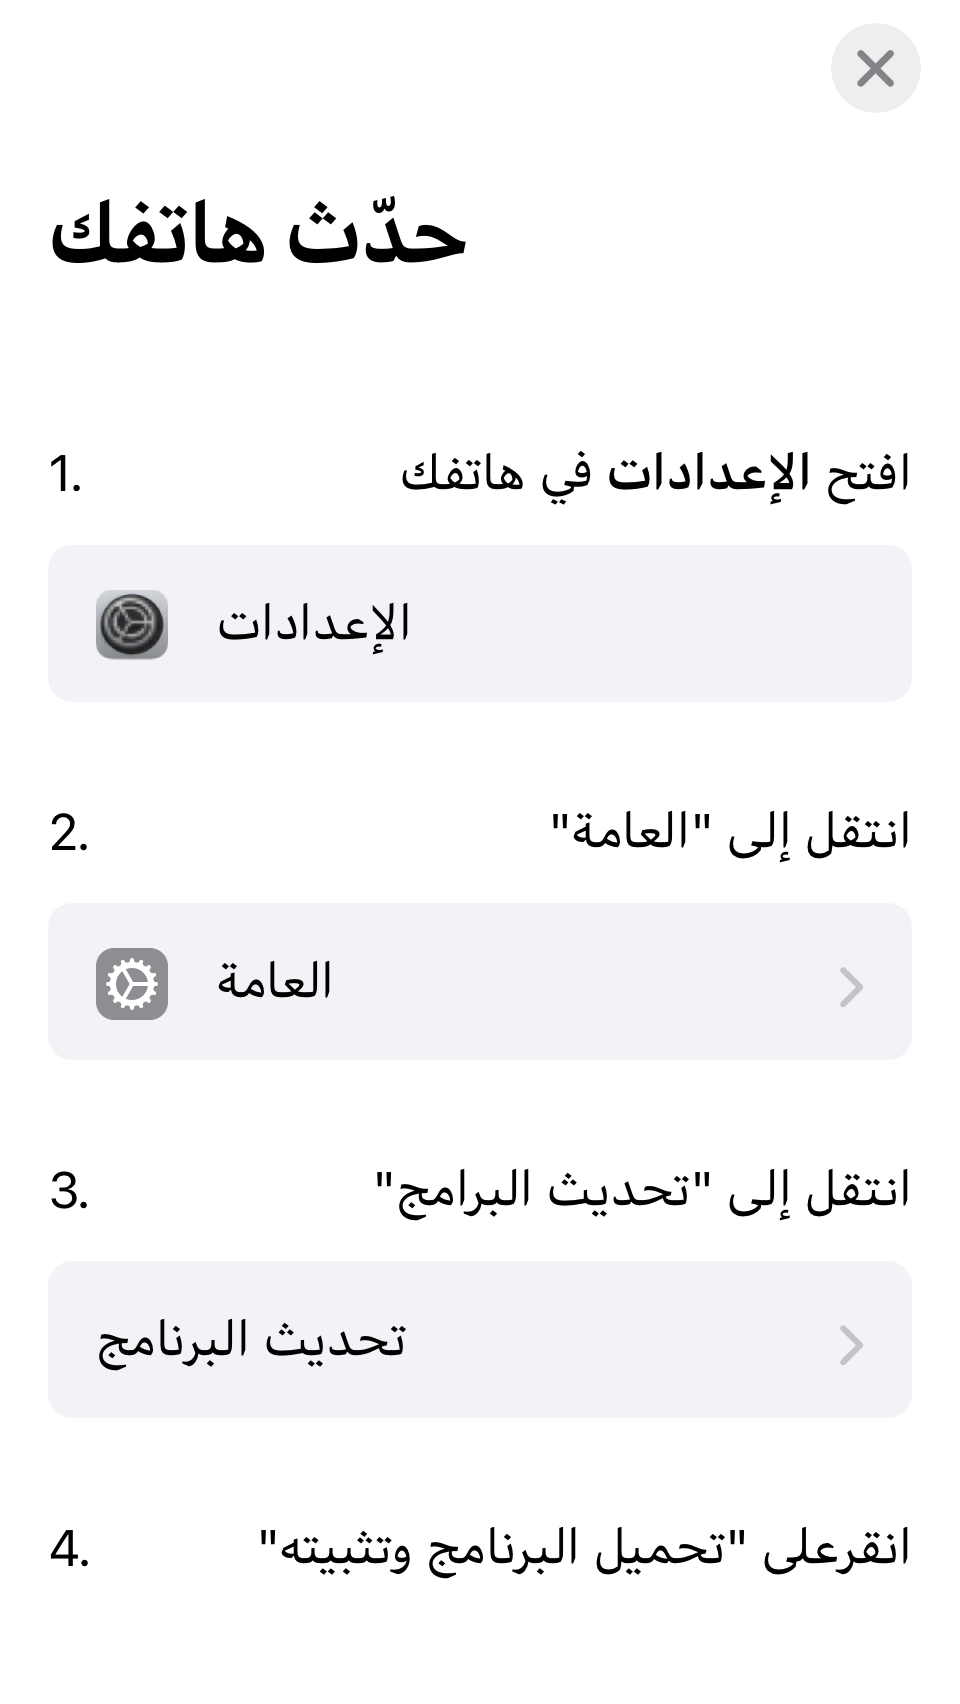 حدّث هاتفك
1. افتح الإعدادات في هاتفك
الإعدادات
2. انتقل إلى "العامة"
العامة
3. انتقل إلى "تحديث البرامج"
تحديث البرنامج
4. انقرعلى "تحميل البرنامج وتثبيته"